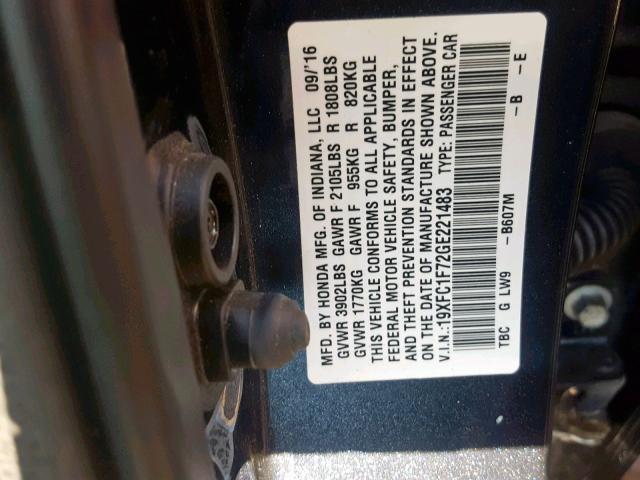 MFD. BY HONDA MFG. OF INDIANA, LLC 09/'16
GVWR 3902LBS GAWR F 2105LBS R 1808LBS
GVWR 1770KG GAWR F 955KG R 820KG
THIS VEHICLE CONFORMS TO ALL APPLICABLE
FEDERAL MOTOR VEHICLE SAFETY, BUMPER,
AND THEFT PREVENTION STANDARDS IN EFFECT
ON THE DATE OF MANUFACTURE SHOWN ABOVE.
V.I.N.:19XFC1F72GE221483 TYPE: PASSENGER CAR
TBC G LW9 -B607M -B -E